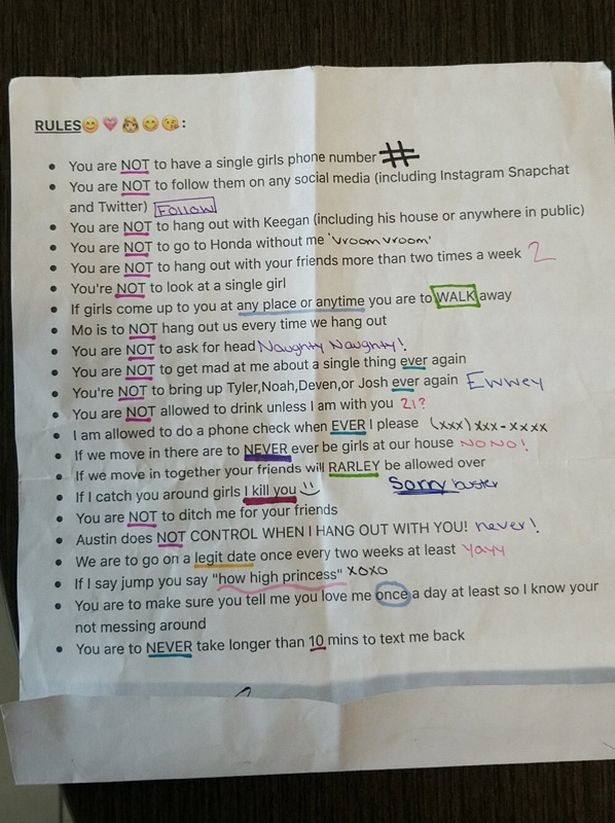 RULES😊💗👸😋😘:
• You are NOT to have a single girls phone number #
• You are NOT to follow them on any social media (including Instagram Snapchat
and Twitter) Follow
• You are NOT to hang out with Keegan (including his house or anywhere in public)
• You are NOT to go to Honda without me 'vroom vroom'
• You are NOT to hang out with your friends more than two times a week 2
• You're NOT to look at a single girl
• If girls come up to you at any place or anytime you are to WALK away
• Mo is to NOT hang out us every time we hang out
• You are NOT to ask for head Naughty Naughty!
• You are NOT to get mad at me about a single thing ever again
• You're NOT to bring up Tyler,Noah,Deven,or Josh ever again Ewwey
• You are NOT allowed to drink unless I am with you 21?
• I am allowed to do a phone check when EVER I please (xxx) xxx-xxxx
• If we move in there are to NEVER ever be girls at our house NO NO!
• If we move in together your friends will RARLEY be allowed over
• If I catch you around girls I kill you :) Sorry buster
• You are NOT to ditch me for your friends
• Austin does NOT CONTROL WHEN I HANG OUT WITH YOU! never!
• We are to go on a legit date once every two weeks at least Yayy
• If I say jump you say "how high princess" xoxo
• You are to make sure you tell me you love me once a day at least so I know your
not messing around
• You are to NEVER take longer than 10 mins to text me back